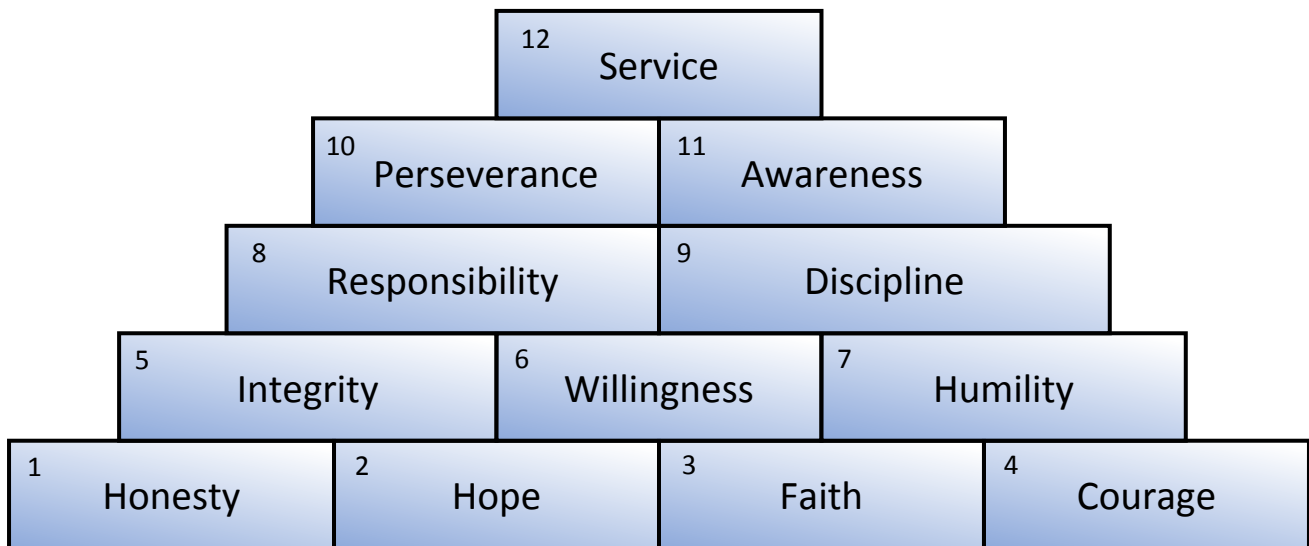 12 Service
10 Perseverance 11 Awareness
8 Responsibility 9 Discipline
5 Integrity 6 Willingness 7 Humility
1 Honesty 2 Hope 3 Faith 4 Courage